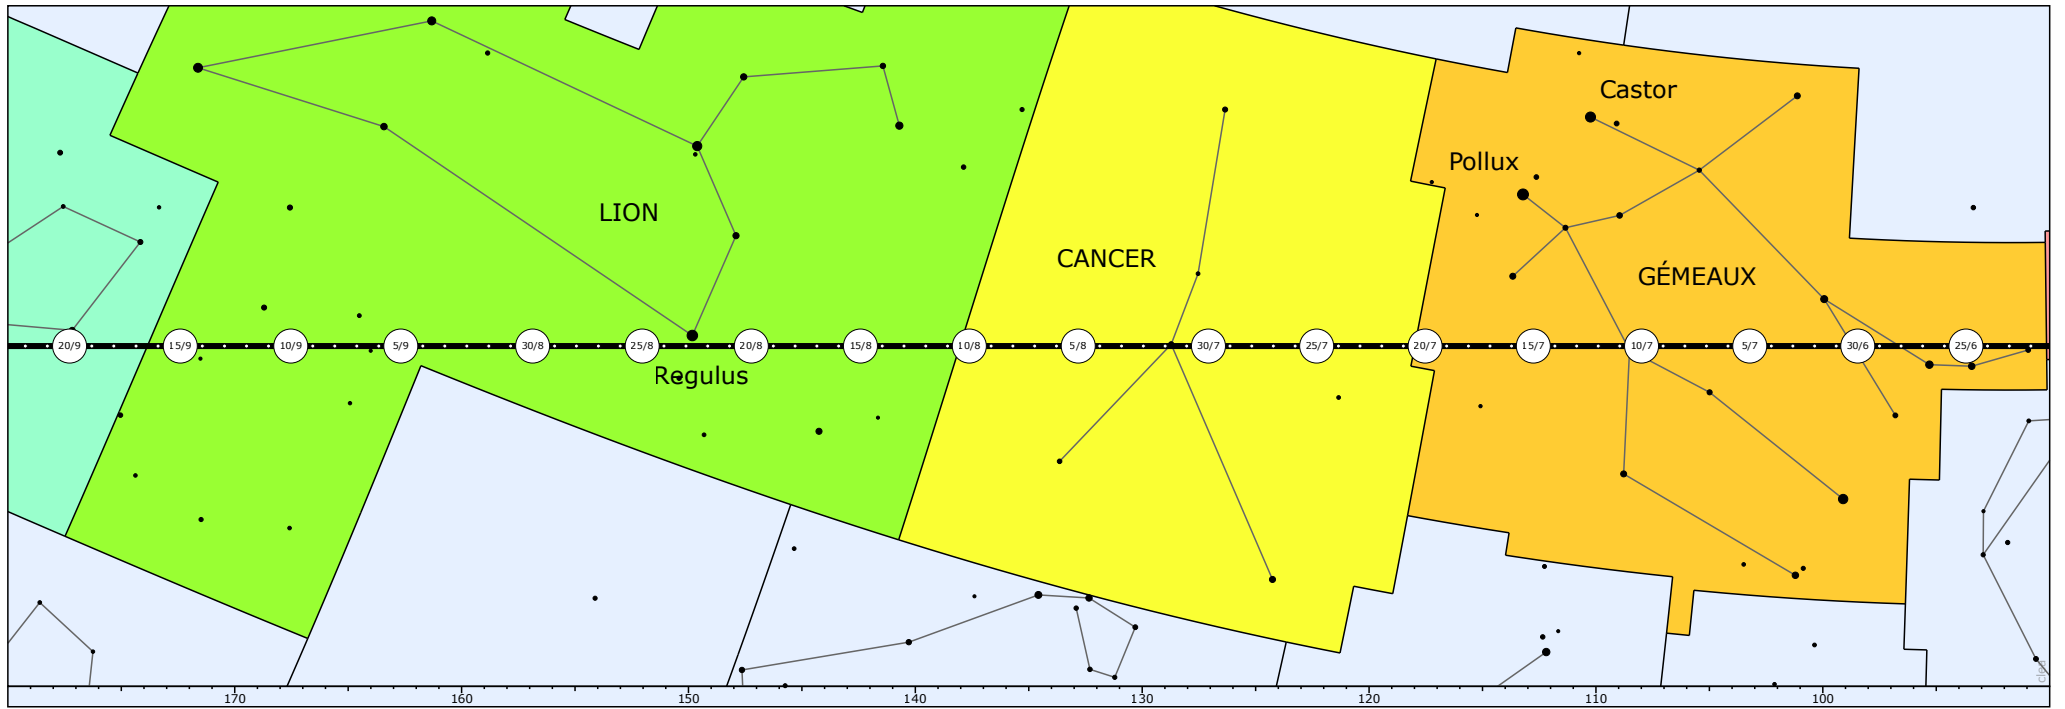 Castor
Pollux
LION
CANCER
GÉMEAUX
20/9 15/9 10/9 5/9 30/8 25/8 20/8 15/8 10/8 5/8 30/7 25/7 20/7 15/7 10/7 5/7 30/6 25/6
Regulus
170 160 150 140 130 120 110 100